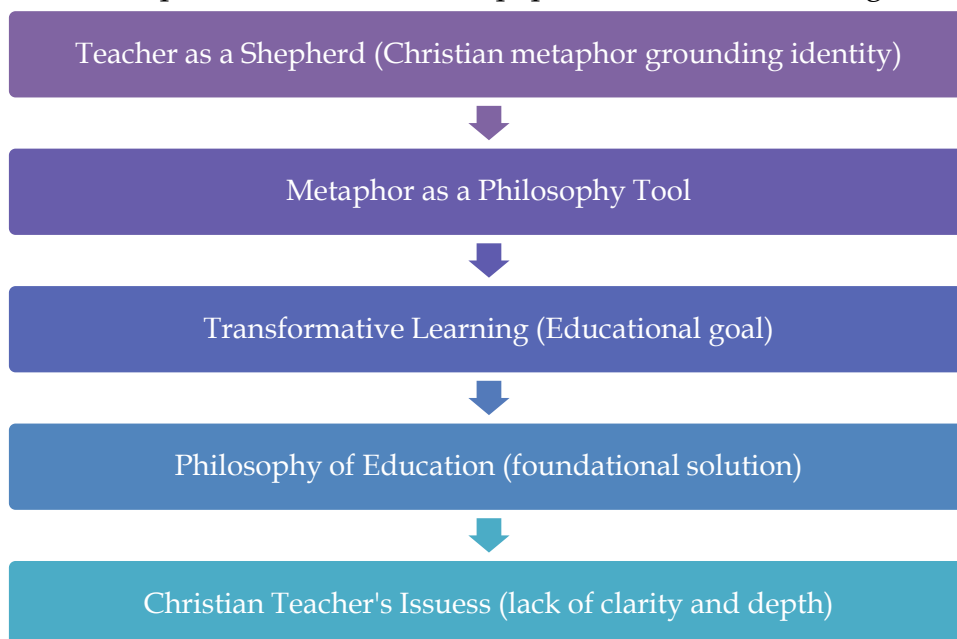 Teacher as a Shepherd (Christian metaphor grounding identity)
Metaphor as a Philosophy Tool
Transformative Learning (Educational goal)
Philosophy of Education (foundational solution)
Christian Teacher's Issuess (lack of clarity and depth)